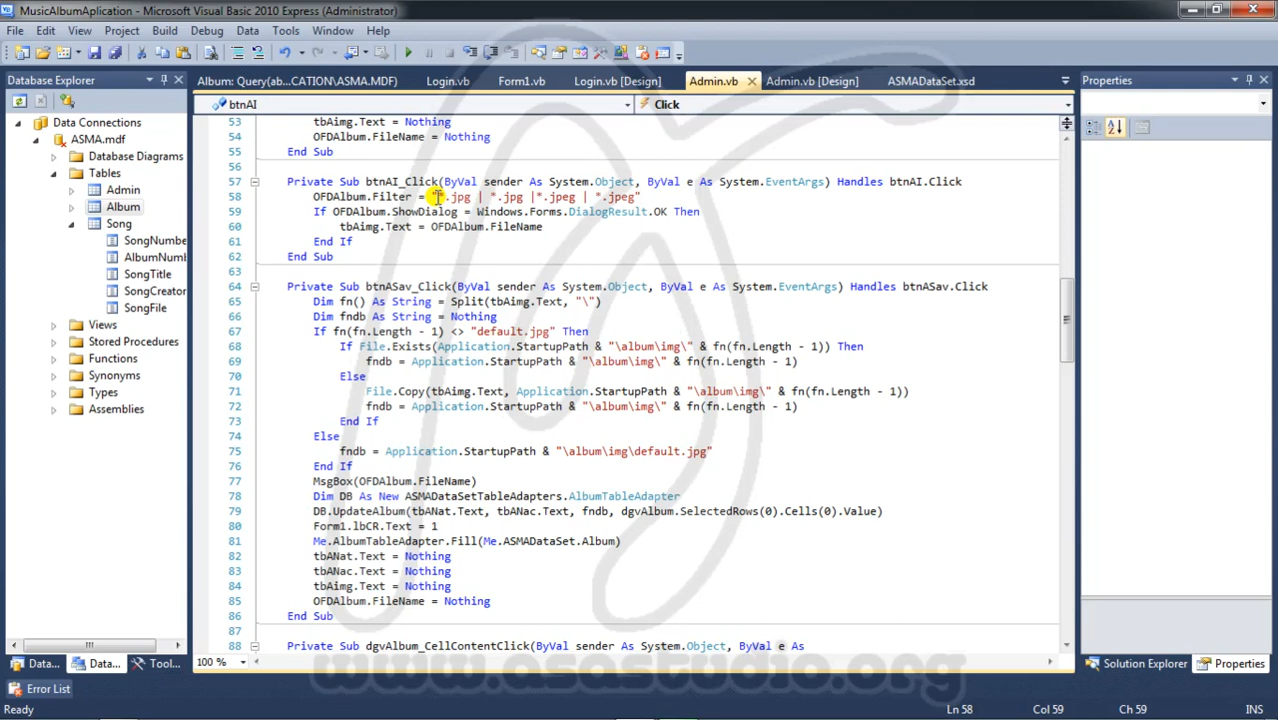 MusicAlbumAplication - Microsoft Visual Basic 2010 Express (Administrator)
File Edit View Project Build Debug Data Tools Window Help
Database Explorer
Album: Query(ab...CATION\ASMA.MDF) Login.vb Form1.vb Login.vb [Design] Admin.vb Admin.vb [Design] ASMADataSet.xsd
Properties
btnAI Click
Data Connections
ASMA.mdf
Database Diagrams
Tables
Admin
Album
Song
SongNumbe
AlbumNuml
SongTitle
SongCreator
SongFile
Views
Stored Procedures
Functions
Synonyms
Types
Assemblies
53 tbAimg.Text = Nothing
54 OFDAlbum.FileName = Nothing
55 End Sub
56
57 Private Sub btnAI_Click(ByVal sender As System.Object, ByVal e As System.EventArgs) Handles btnAI.Click
58 OFDAlbum.Filter = "*.jpg | *.jpg |*.jpeg | *.jpeg"
59 If OFDAlbum.ShowDialog = Windows.Forms.DialogResult.OK Then
60 tbAimg.Text = OFDAlbum.FileName
61 End If
62 End Sub
63
64 Private Sub btnASav_Click(ByVal sender As System.Object, ByVal e As System.EventArgs) Handles btnASav.Click
65 Dim fn() As String = Split(tbAimg.Text, "\")
66 Dim fndb As String = Nothing
67 If fn(fn.Length - 1) <> "default.jpg" Then
68 If File.Exists(Application.StartupPath & "\album\img\" & fn(fn.Length - 1)) Then
69 fndb = Application.StartupPath & "\album\img\" & fn(fn.Length - 1)
70 Else
71 File.Copy(tbAimg.Text, Application.StartupPath & "\album\img\" & fn(fn.Length - 1))
72 fndb = Application.StartupPath & "\album\img\" & fn(fn.Length - 1)
73 End If
74 Else
75 fndb = Application.StartupPath & "\album\img\default.jpg"
76 End If
77 MsgBox(OFDAlbum.FileName)
78 Dim DB As New ASMADataSetTableAdapters.AlbumTableAdapter
79 DB.UpdateAlbum(tbANat.Text, tbANac.Text, fndb, dgvAlbum.SelectedRows(0).Cells(0).Value)
80 Form1.lbCR.Text = 1
81 Me.AlbumTableAdapter.Fill(Me.ASMADataSet.Album)
82 tbANat.Text = Nothing
83 tbANac.Text = Nothing
84 tbAimg.Text = Nothing
85 OFDAlbum.FileName = Nothing
86 End Sub
87
88 Private Sub dgvAlbum_CellContentClick(ByVal sender As System.Object, ByVal e As
www.asastudio.org
Data... Data... Tool... 100 % Solution Explorer Properties
Error List
Ready Ln 58 Col 59 Ch 59 INS